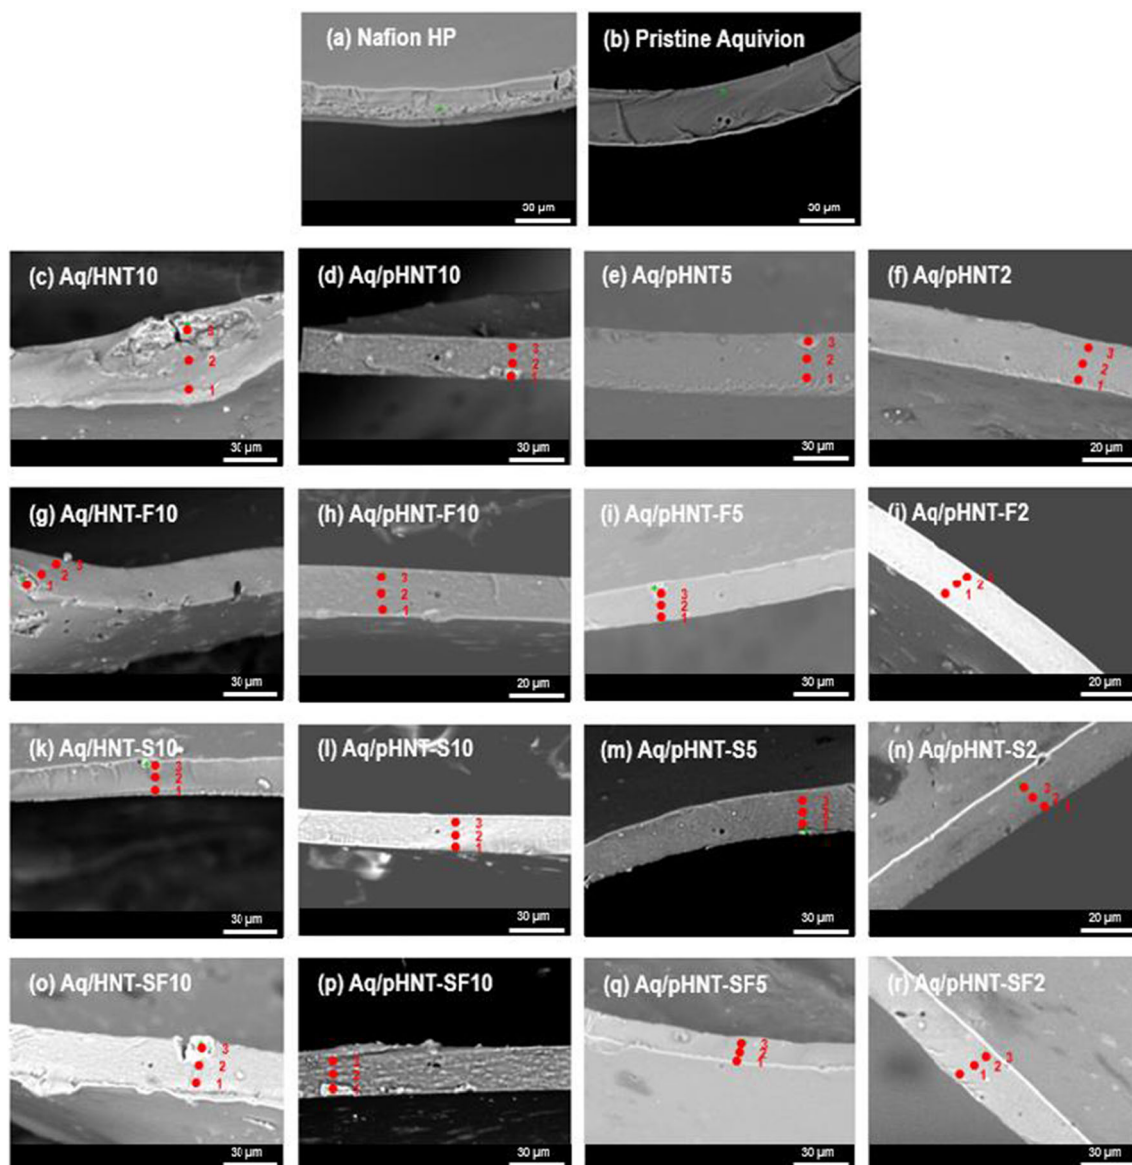 (a) Nafion HP
(b) Pristine Aquivion
30 µm
30 µm
(c) Aq/HNT10
(d) Aq/pHNT10
(e) Aq/pHNT5
(f) Aq/pHNT2
3
2
1
3
2
1
3
2
1
3
2
1
30 µm
30 µm
30 µm
20 µm
(g) Aq/HNT-F10
(h) Aq/pHNT-F10
(i) Aq/pHNT-F5
(j) Aq/pHNT-F2
3
2
1
3
2
1
3
2
1
2
1
30 µm
20 µm
30 µm
20 µm
(k) Aq/HNT-S10
(l) Aq/pHNT-S10
(m) Aq/pHNT-S5
(n) Aq/pHNT-S2
3
2
1
3
2
1
3
2
1
3
2
1
30 µm
30 µm
30 µm
20 µm
(o) Aq/HNT-SF10
(p) Aq/pHNT-SF10
(q) Aq/pHNT-SF5
(r) Aq/pHNT-SF2
3
2
1
3
2
1
3
2
1
30 µm
30 µm
30 µm
30 µm